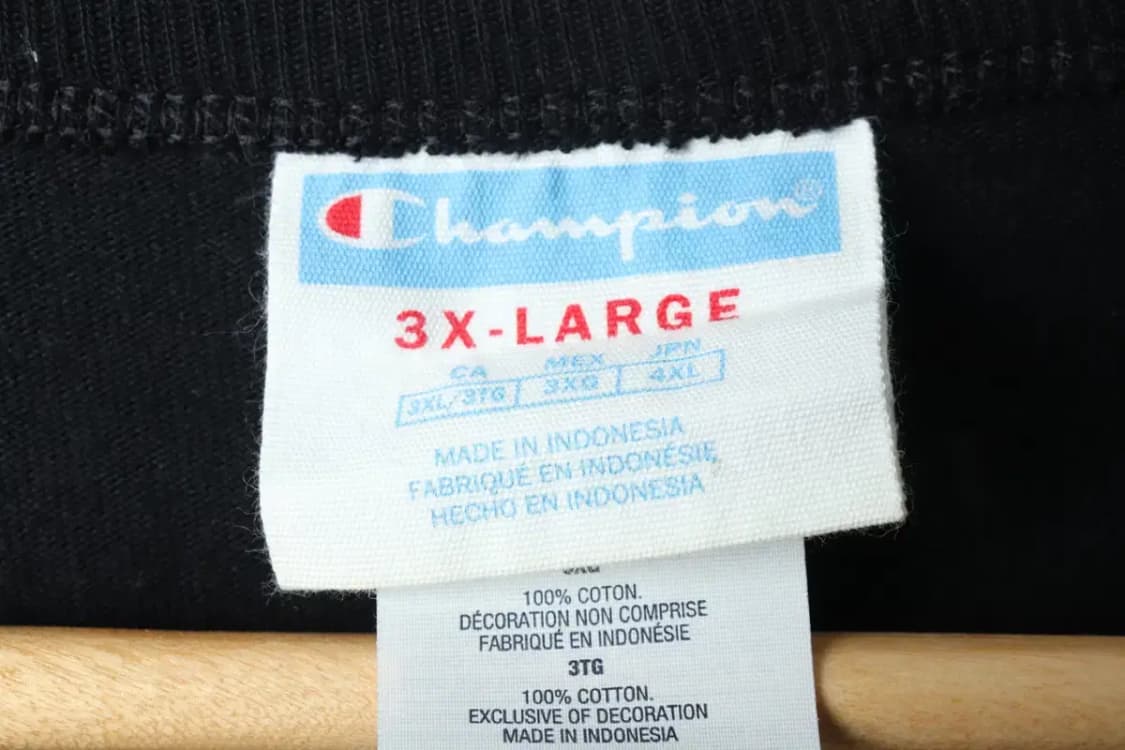 Champion®
3X-LARGE
CA MEX JPN
3XL/3TG 3XG 4XL
MADE IN INDONESIA
FABRIQUÉ EN INDONÉSIE
HECHO EN INDONESIA
100% COTON.
DÉCORATION NON COMPRISE
FABRIQUÉ EN INDONÉSIE
3TG
100% COTTON.
EXCLUSIVE OF DECORATION
MADE IN INDONESIA